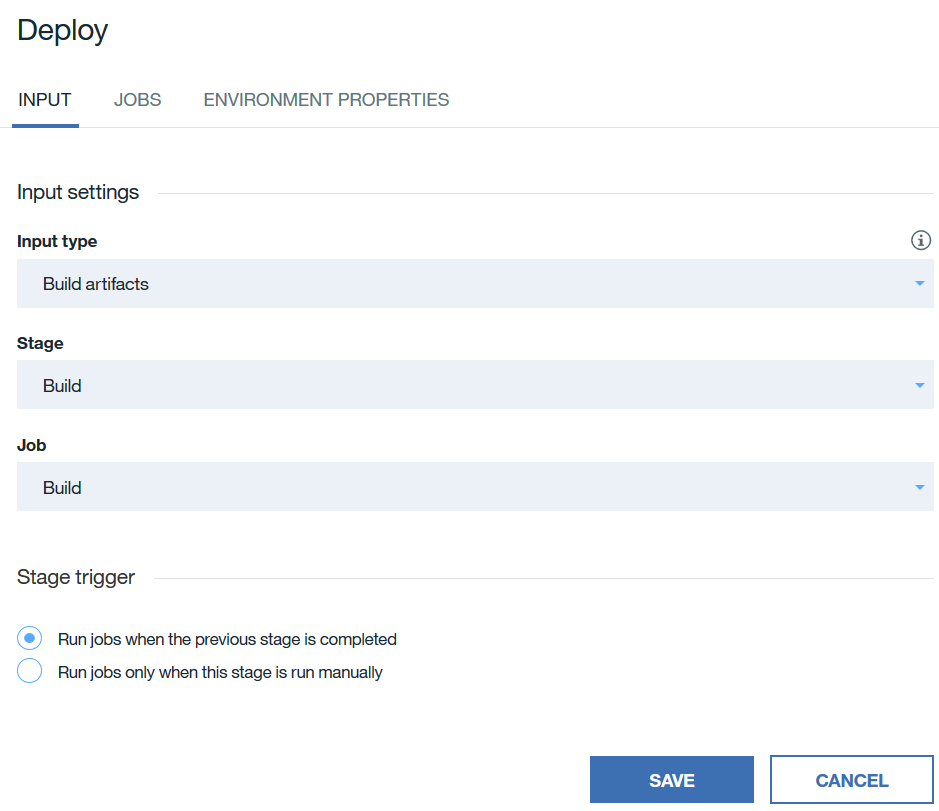 Deploy
INPUT JOBS ENVIRONMENT PROPERTIES
Input settings
Input type
Build artifacts
Stage
Build
Job
Build
Stage trigger
Run jobs when the previous stage is completed
Run jobs only when this stage is run manually
SAVE CANCEL